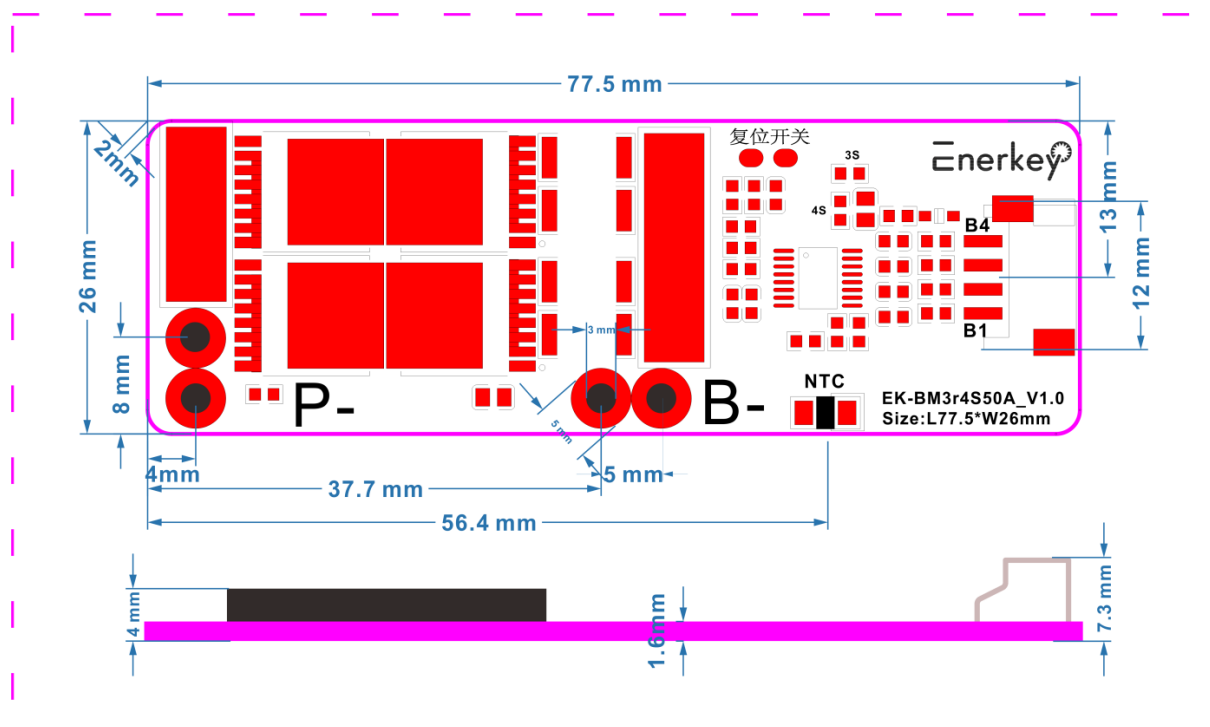 77.5 mm
2mm
复位开关
3S
Enerkey
4S
B4
13 mm
26 mm
12 mm
3 mm
B1
8 mm
P-
B-
NTC
EK-BM3r4S50A_V1.0
Size:L77.5*W26mm
5 mm
4mm
5 mm
37.7 mm
56.4 mm
4 mm
1.6mm
7.3 mm